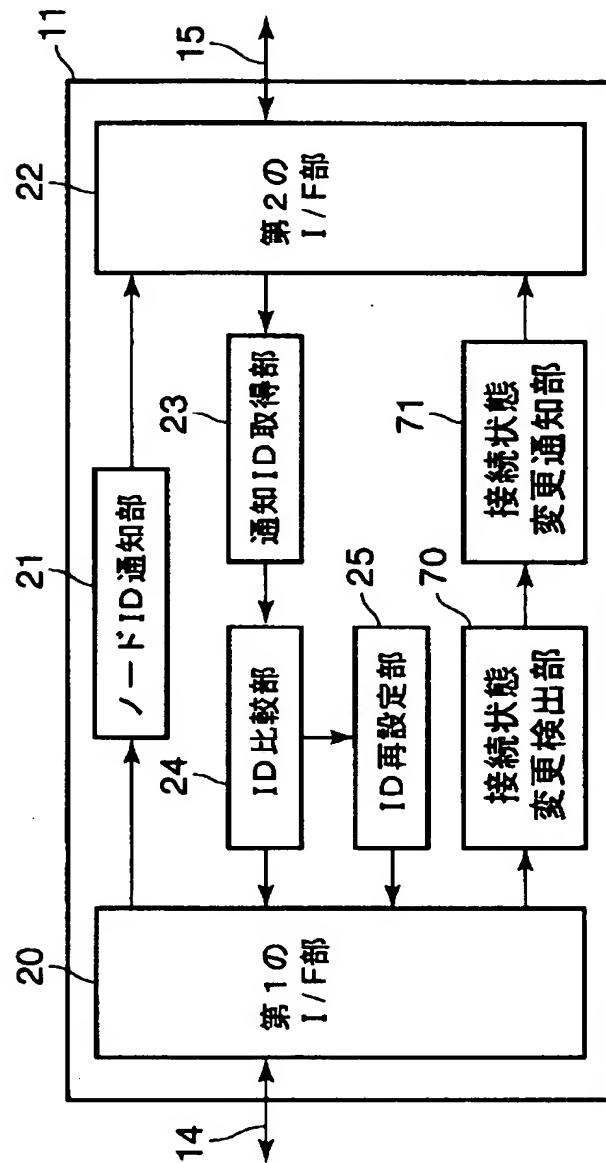 11
20
第1の
I/F部
14
21
ノードID通知部
22
第2の
I/F部
15
23
通知ID取得部
24
ID比較部
25
ID再設定部
70
接続状態
変更検出部
71
接続状態
変更通知部